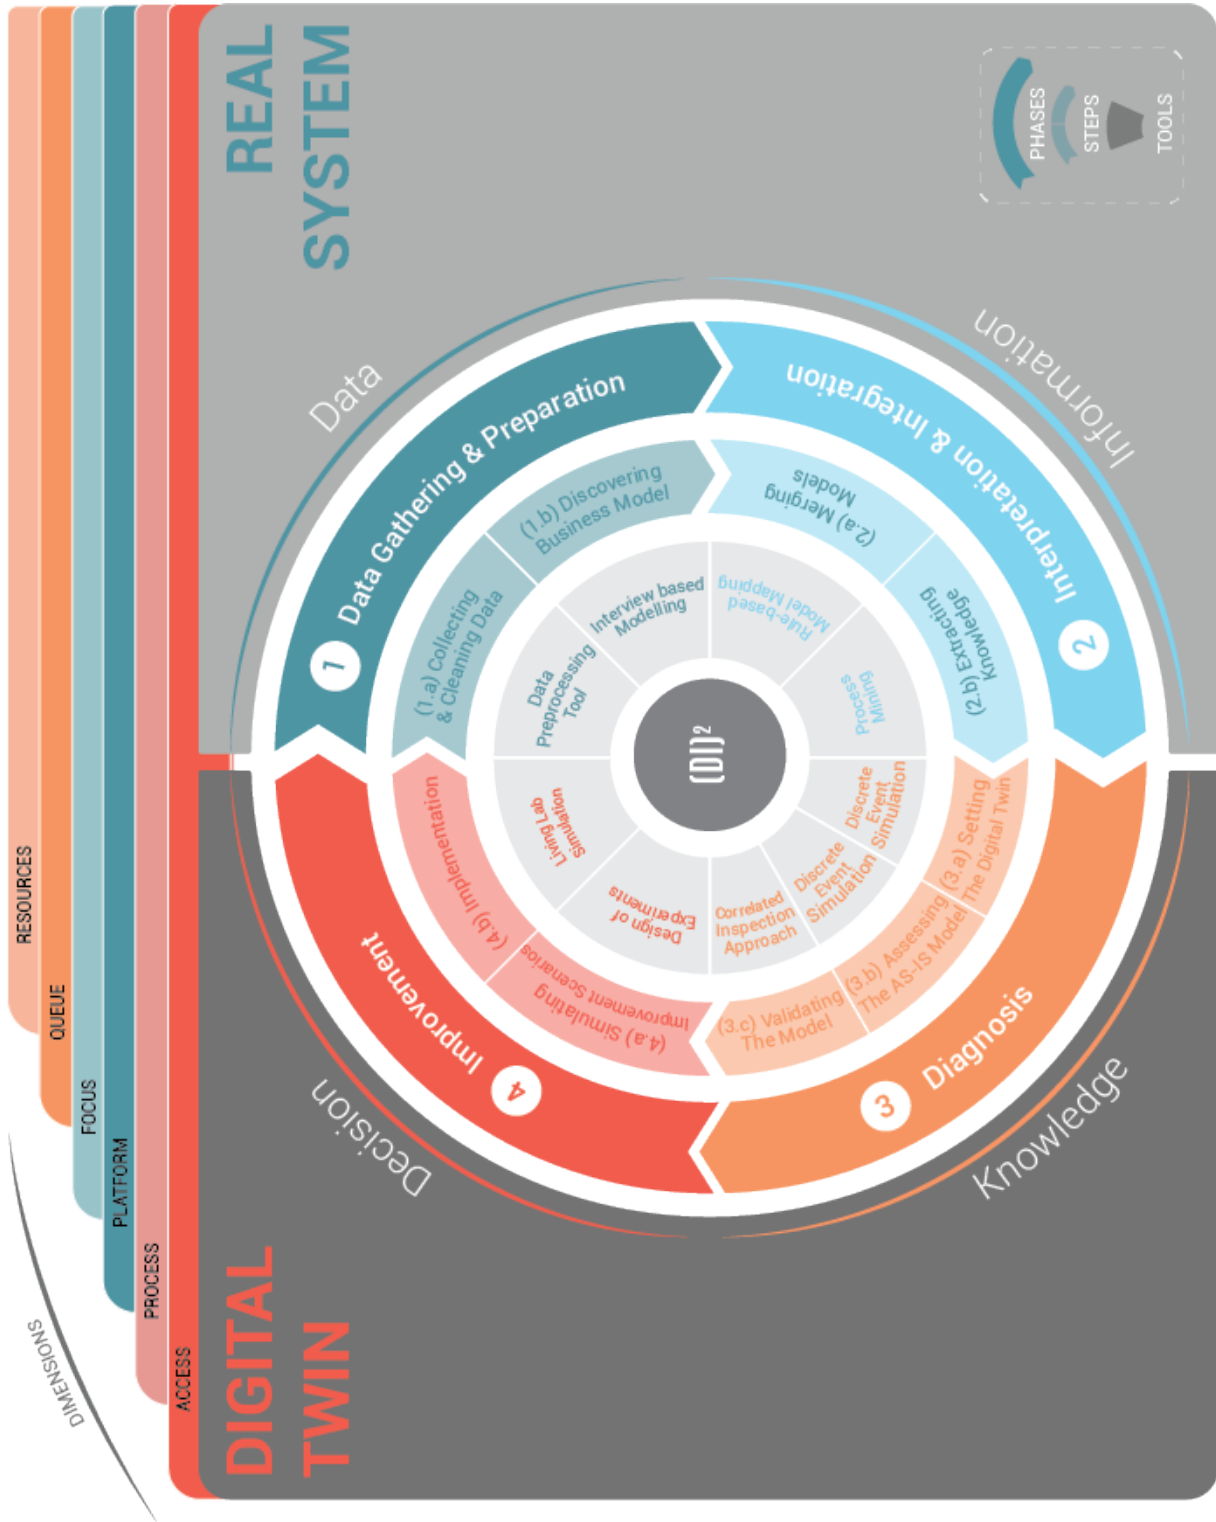 DIMENSIONS
RESOURCES
QUEUE
FOCUS
PLATFORM
PROCESS
ACCESS
DIGITAL
TWIN
REAL
SYSTEM
PHASES
STEPS
TOOLS
Data
Information
Knowledge
Decision
1 Data Gathering & Preparation
2 Interpretation & Integration
3 Diagnosis
4 Improvement
(1.a) Collecting
& Cleaning Data
(1.b) Discovering
Business Model
(2.a) Merging
Models
(2.b) Extracting
Knowledge
(3.a) Setting
The Digital Twin
(3.b) Assessing
The AS-IS Model
(3.c) Validating
The Model
(4.a) Simulating
Improvement Scenarios
(4.b) Implementation
Data
Preprocessing
Tool
Interview based
Modelling
Rule-based
Model Mapping
Process
Mining
Discrete
Event
Simulation
Discrete
Event
Simulation
Correlated
Inspection
Approach
Design of
Experiments
Living Lab
Simulation
(DI)²